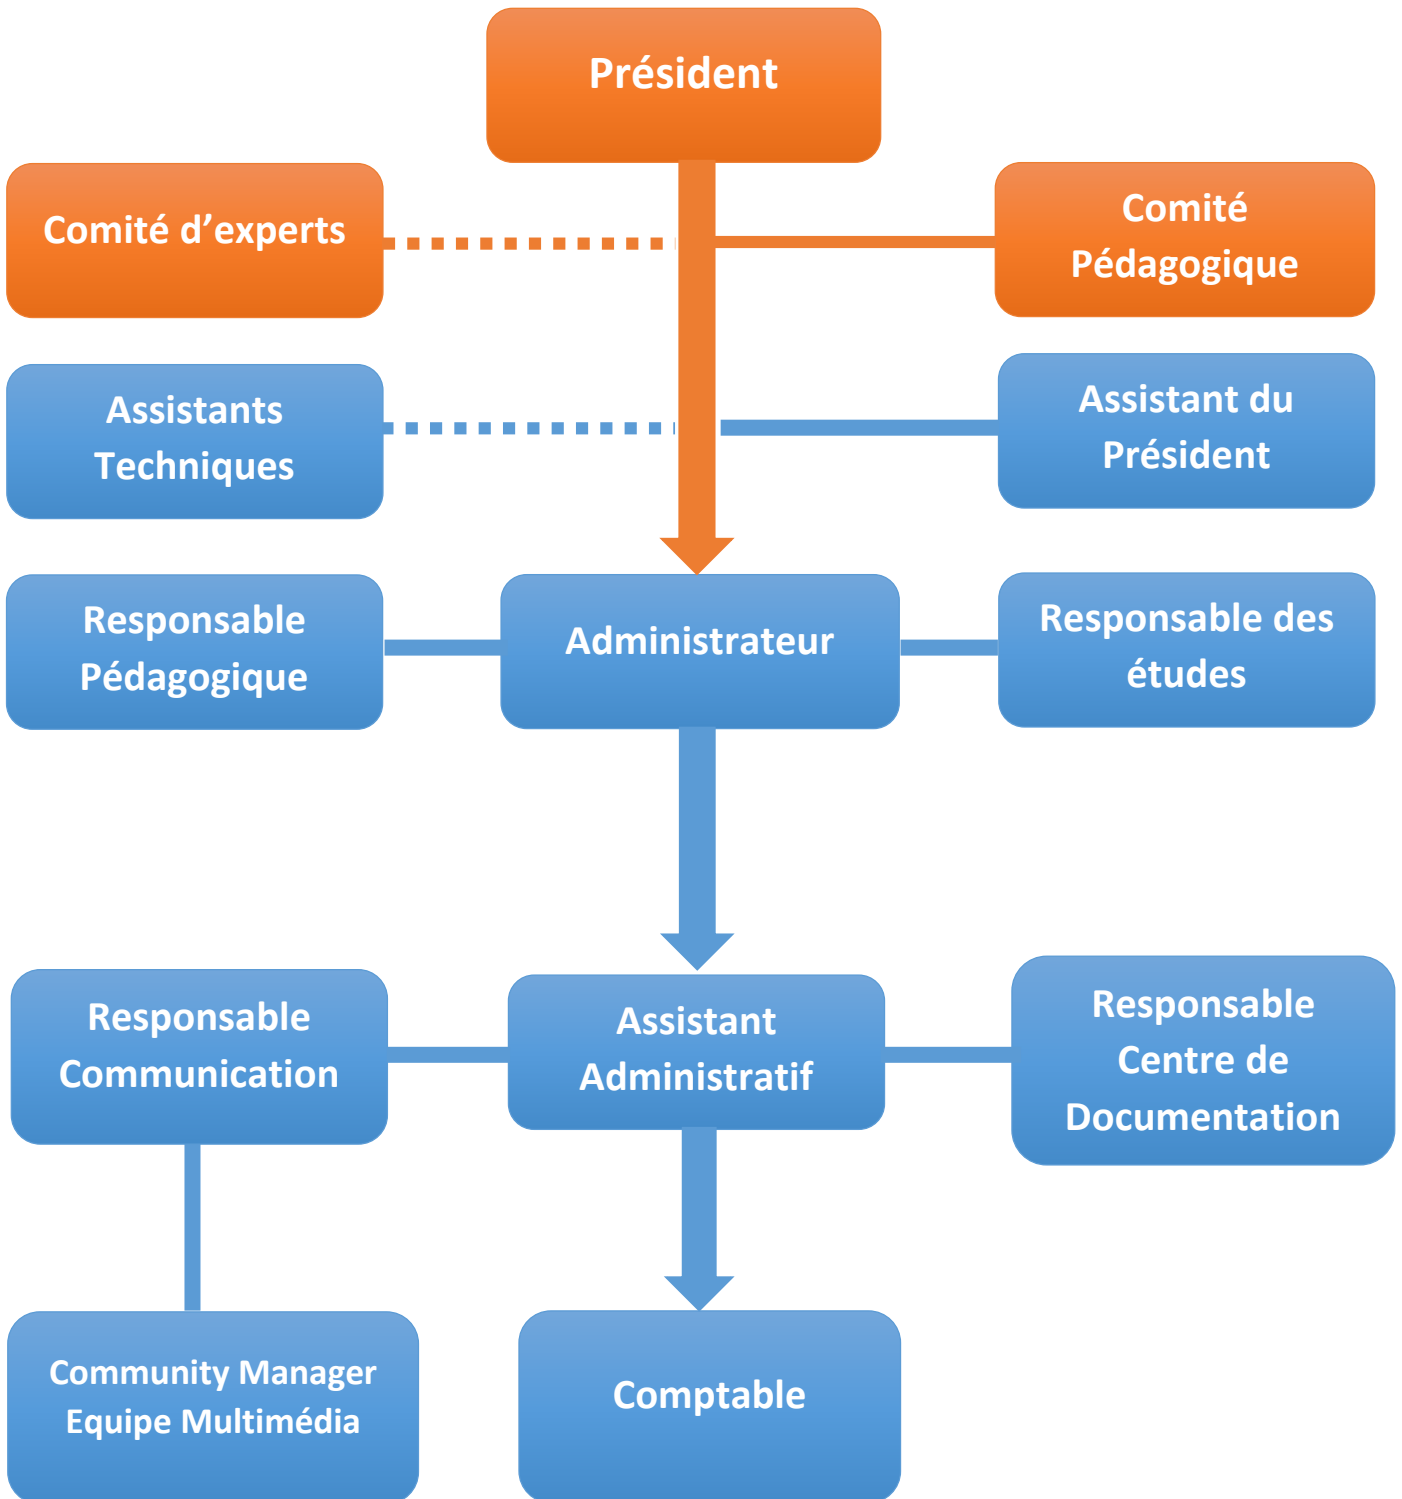 Président
Comité d’experts
Comité
Pédagogique
Assistants
Techniques
Assistant du
Président
Responsable
Pédagogique
Administrateur
Responsable des
études
Responsable
Communication
Assistant
Administratif
Responsable
Centre de
Documentation
Community Manager
Equipe Multimédia
Comptable